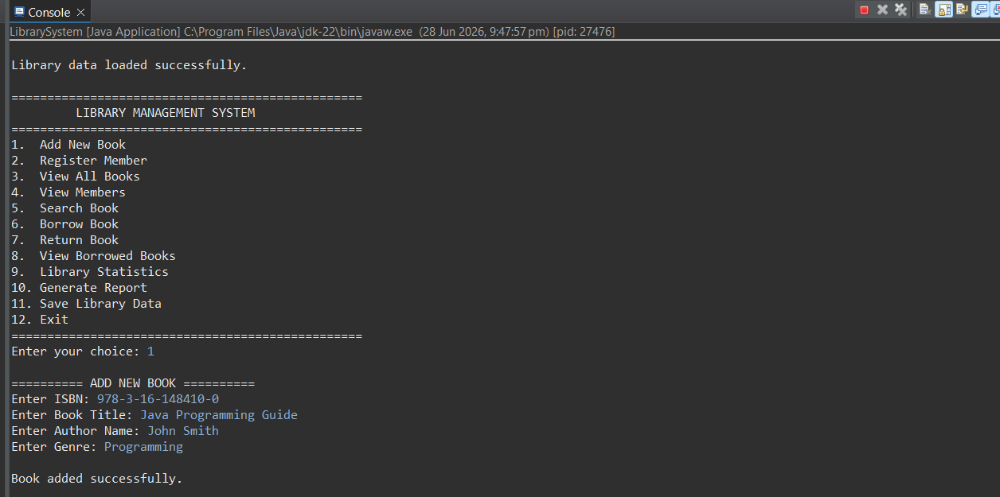 Console
LibrarySystem [Java Application] C:\Program Files\Java\jdk-22\bin\javaw.exe (28 Jun 2026, 9:47:57 pm) [pid: 27476]
Library data loaded successfully.
=================================================
LIBRARY MANAGEMENT SYSTEM
=================================================
1. Add New Book
2. Register Member
3. View All Books
4. View Members
5. Search Book
6. Borrow Book
7. Return Book
8. View Borrowed Books
9. Library Statistics
10. Generate Report
11. Save Library Data
12. Exit
=================================================
Enter your choice: 1
========== ADD NEW BOOK ==========
Enter ISBN: 978-3-16-148410-0
Enter Book Title: Java Programming Guide
Enter Author Name: John Smith
Enter Genre: Programming
Book added successfully.